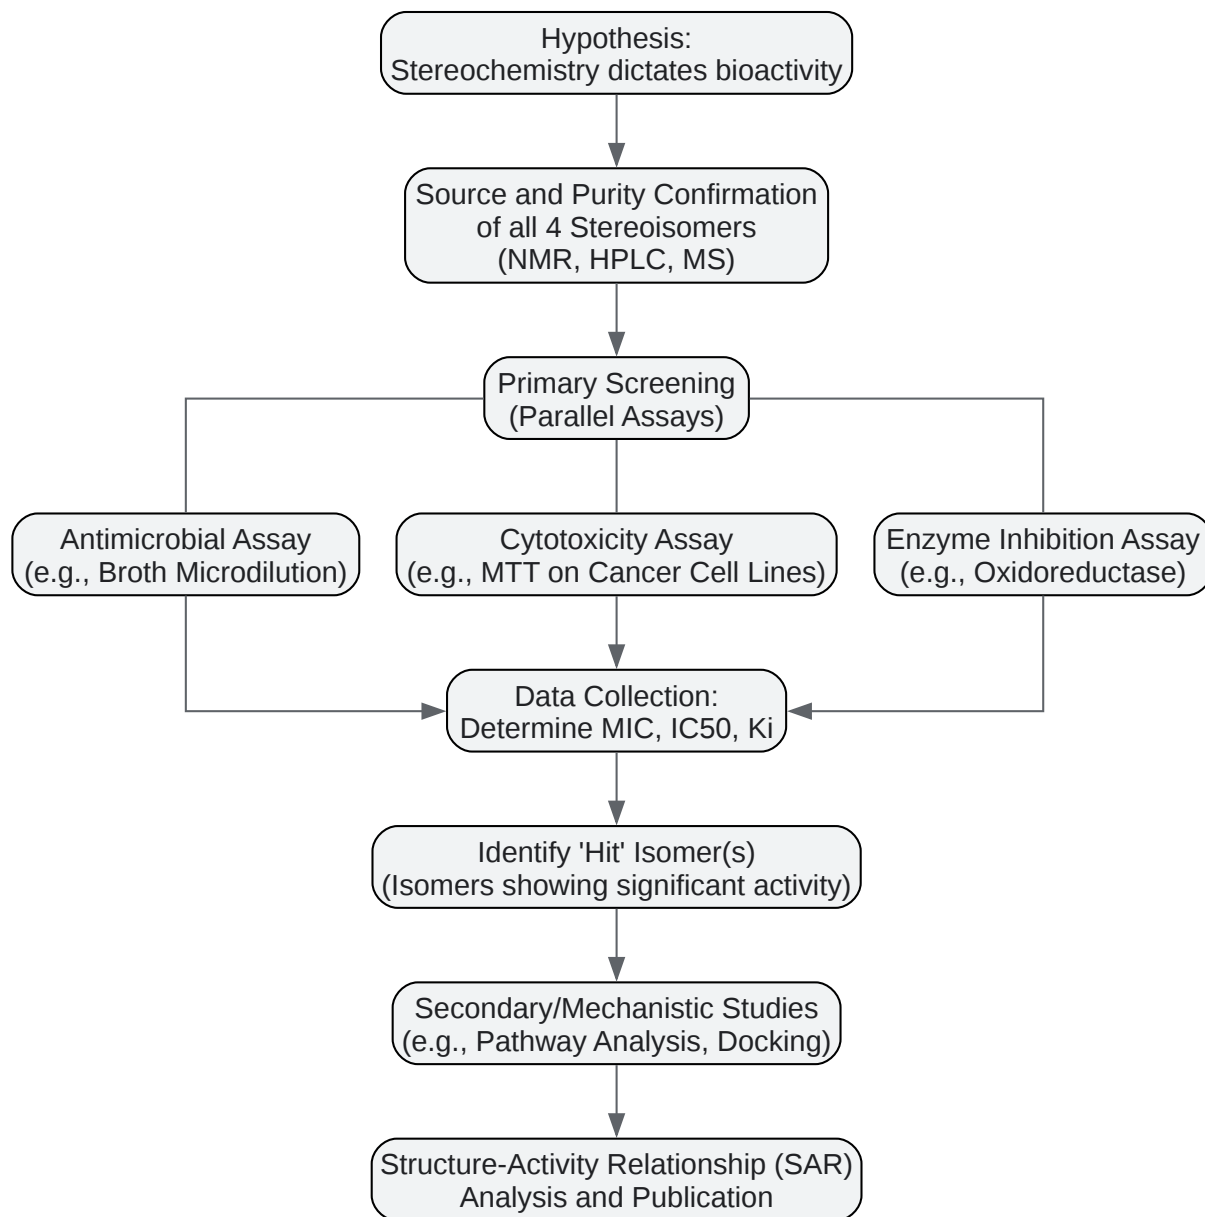 Hypothesis:
Stereochemistry dictates bioactivity
Source and Purity Confirmation
of all 4 Stereoisomers
(NMR, HPLC, MS)
Primary Screening
(Parallel Assays)
Antimicrobial Assay
(e.g., Broth Microdilution)
Cytotoxicity Assay
(e.g., MTT on Cancer Cell Lines)
Enzyme Inhibition Assay
(e.g., Oxidoreductase)
Data Collection:
Determine MIC, IC50, Ki
Identify 'Hit' Isomer(s)
(Isomers showing significant activity)
Secondary/Mechanistic Studies
(e.g., Pathway Analysis, Docking)
Structure-Activity Relationship (SAR)
Analysis and Publication